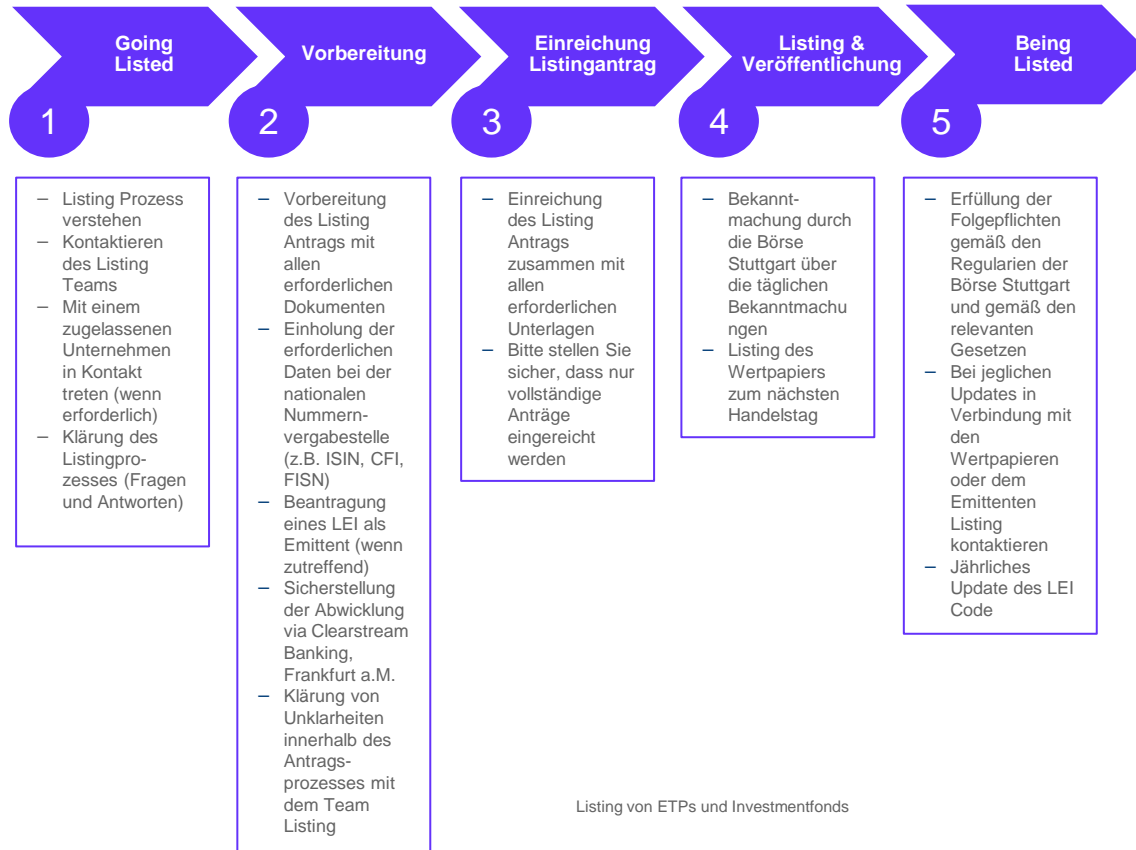 Going
Listed
Vorbereitung
Einreichung
Listingantrag
Listing &
Veröffentlichung
Being
Listed
1
2
3
4
5
– Listing Prozess
verstehen
– Kontaktieren
des Listing
Teams
– Mit einem
zugelassenen
Unternehmen
in Kontakt
treten (wenn
erforderlich)
– Klärung des
Listingpro-
zesses (Fragen
und Antworten)
– Vorbereitung
des Listing
Antrags mit
allen
erforderlichen
Dokumenten
– Einholung der
erforderlichen
Daten bei der
nationalen
Nummern-
vergabestelle
(z.B. ISIN, CFI,
FISN)
– Beantragung
eines LEI als
Emittent (wenn
zutreffend)
– Sicherstellung
der Abwicklung
via Clearstream
Banking,
Frankfurt a.M.
– Klärung von
Unklarheiten
innerhalb des
Antrags-
prozesses mit
dem Team
Listing
– Einreichung
des Listing
Antrags
zusammen mit
allen
erforderlichen
Unterlagen
– Bitte stellen Sie
sicher, dass nur
vollständige
Anträge
eingereicht
werden
– Bekannt-
machung durch
die Börse
Stuttgart über
die täglichen
Bekanntmachu
ngen
– Listing des
Wertpapiers
zum nächsten
Handelstag
– Erfüllung der
Folgepflichten
gemäß den
Regularien der
Börse Stuttgart
und gemäß den
relevanten
Gesetzen
– Bei jeglichen
Updates in
Verbindung mit
den
Wertpapieren
oder dem
Emittenten
Listing
kontaktieren
– Jährliches
Update des LEI
Code
Listing von ETPs und Investmentfonds